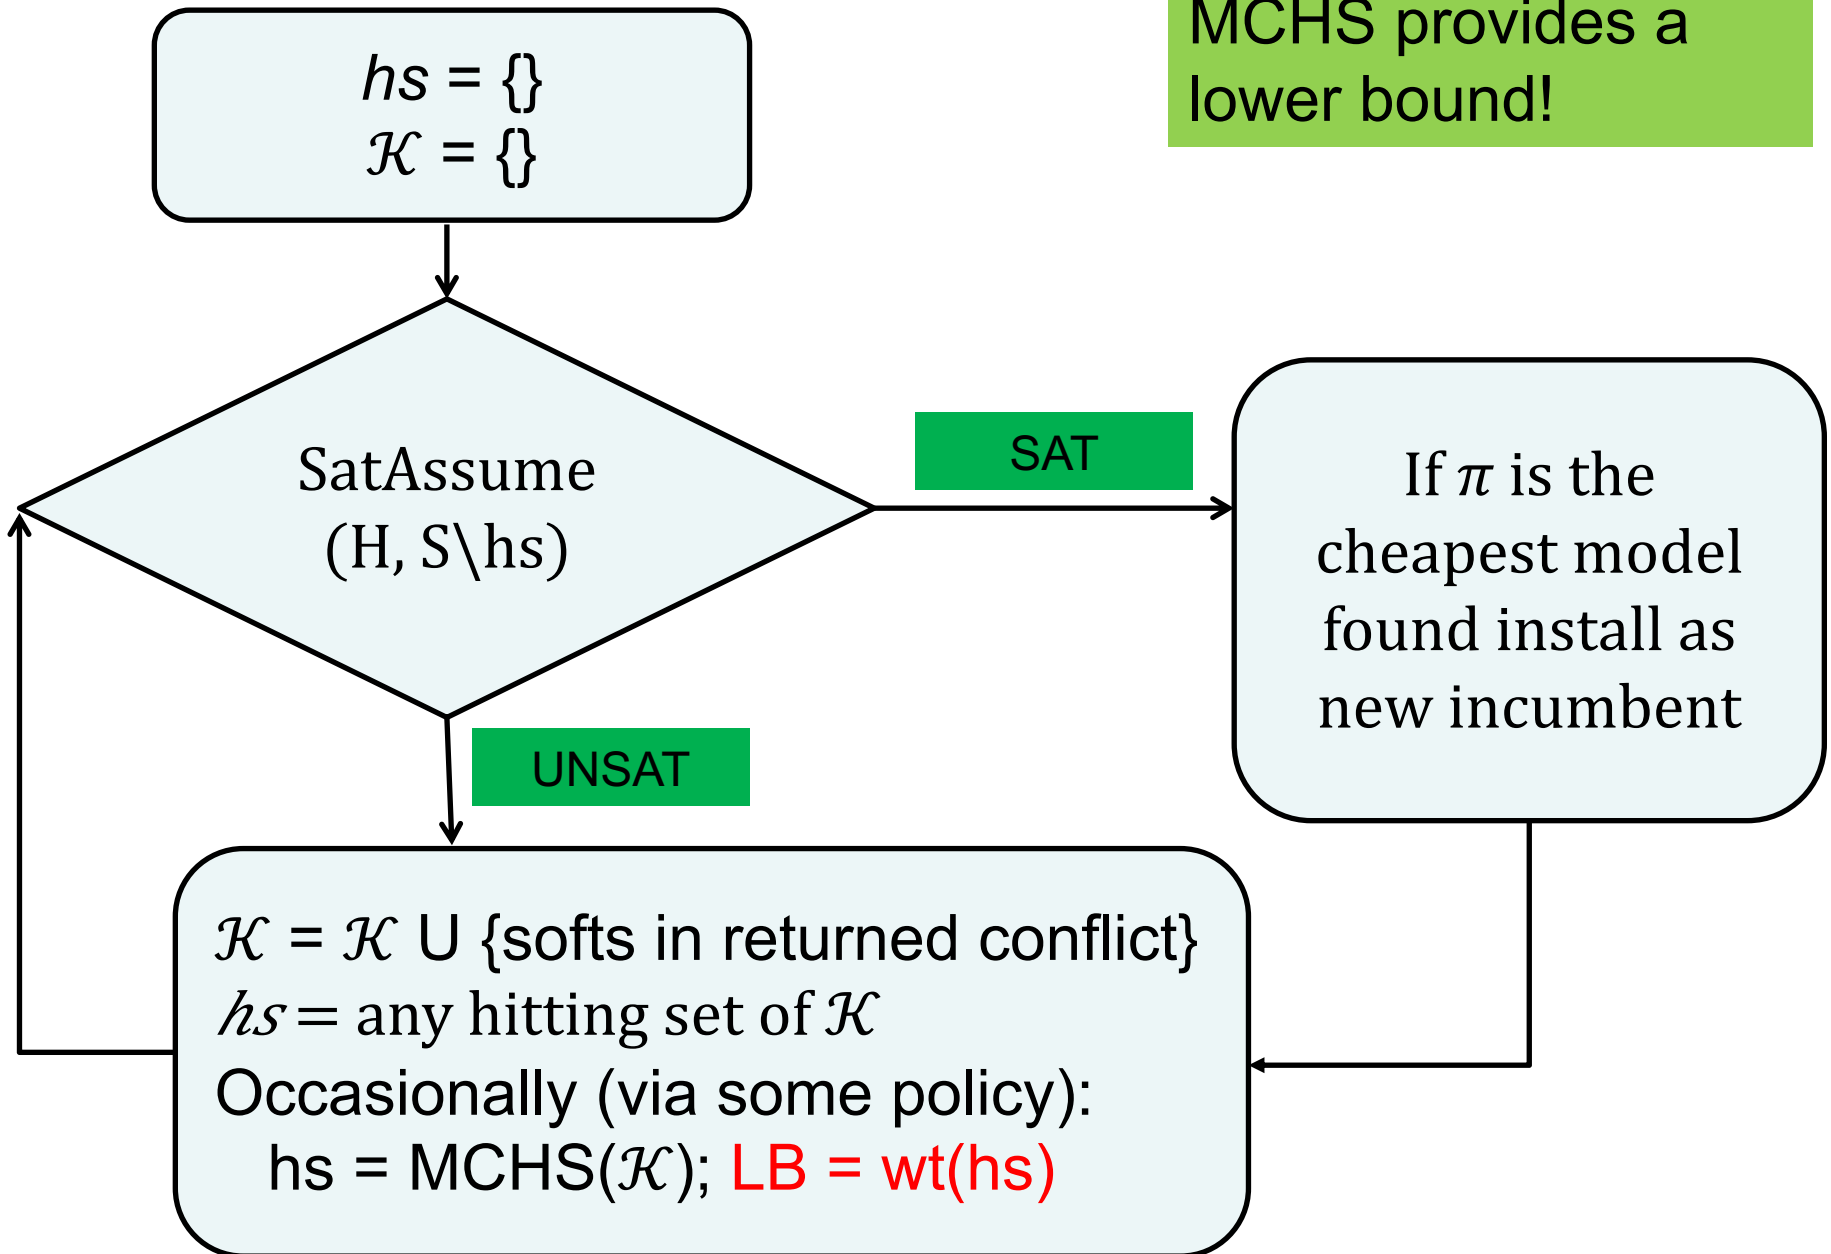 hs = {}
𝒦 = {}
MCHS provides a
lower bound!
SatAssume
(H, S\hs)
SAT
If π is the
cheapest model
found install as
new incumbent
UNSAT
𝒦 = 𝒦 U {softs in returned conflict}
hs = any hitting set of 𝒦
Occasionally (via some policy):
hs = MCHS(𝒦); LB = wt(hs)